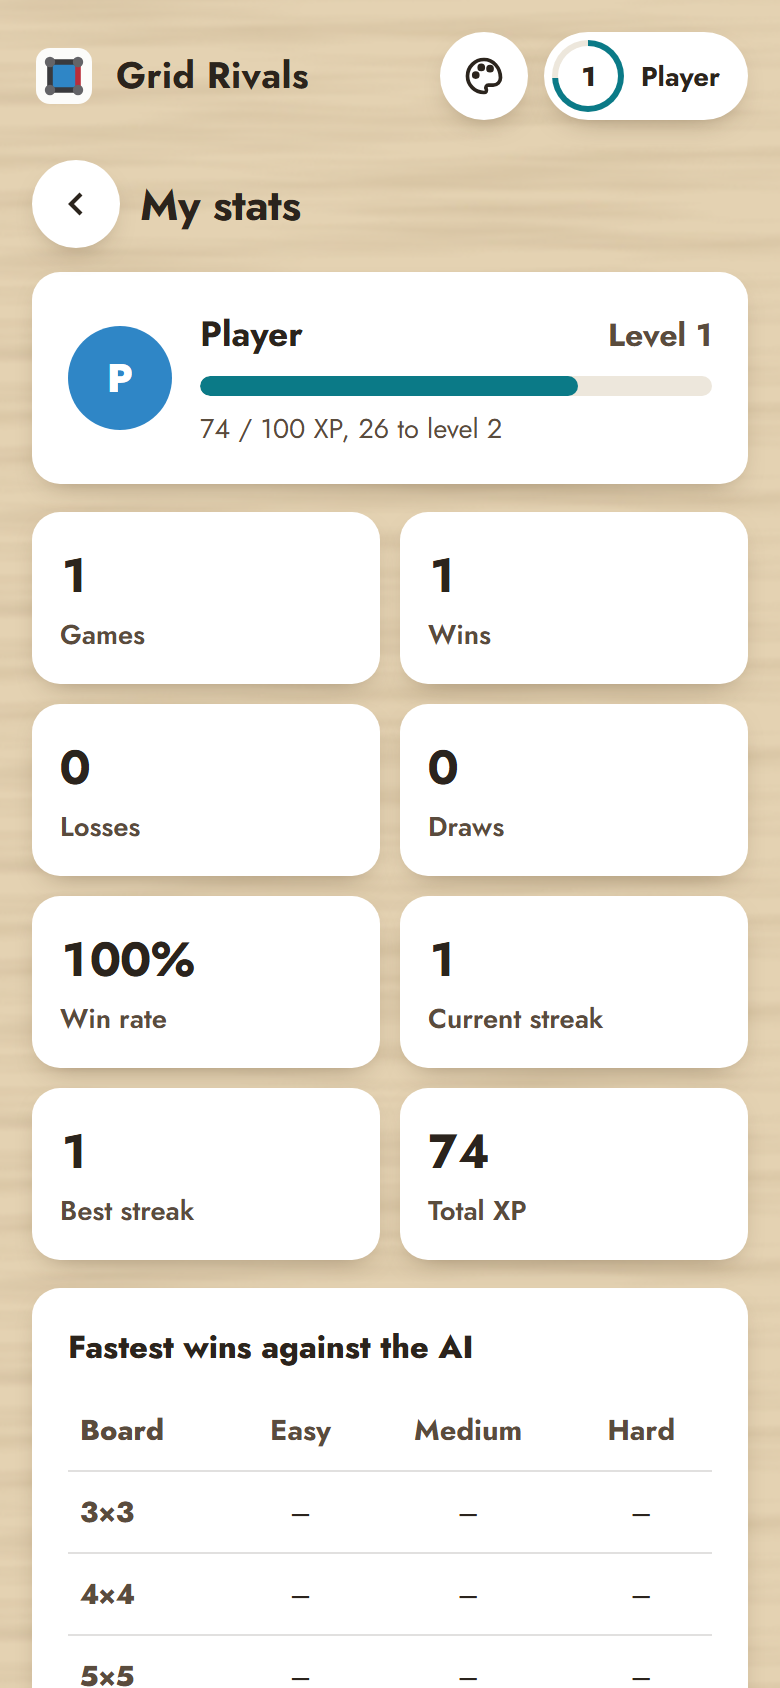 Grid Rivals
1 Player
My stats
P
Player Level 1
74 / 100 XP, 26 to level 2
1 1
Games Wins
0 0
Losses Draws
100% 1
Win rate Current streak
1 74
Best streak Total XP
Fastest wins against the AI
Board Easy Medium Hard
3×3 – – –
4×4 – – –
5×5 – – –